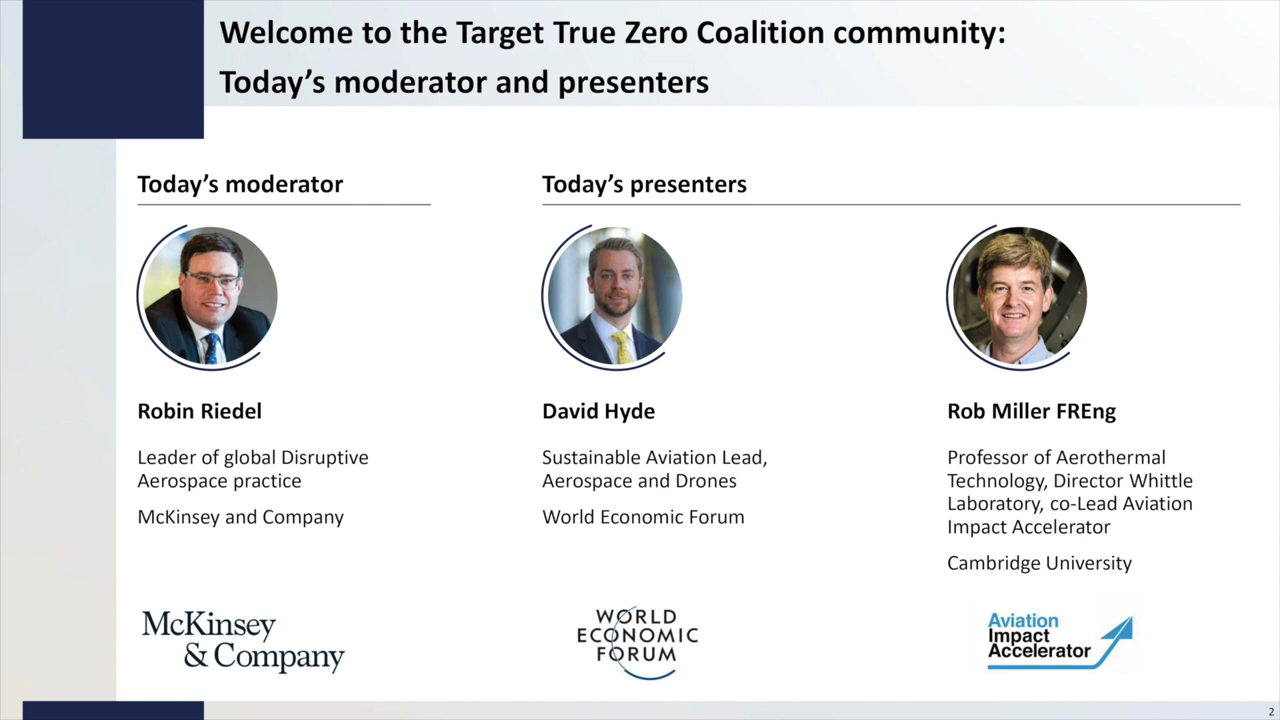 Welcome to the Target True Zero Coalition community:
Today’s moderator and presenters
Today’s moderator
Today’s presenters
Robin Riedel
Leader of global Disruptive
Aerospace practice
McKinsey and Company
David Hyde
Sustainable Aviation Lead,
Aerospace and Drones
World Economic Forum
Rob Miller FREng
Professor of Aerothermal
Technology, Director Whittle
Laboratory, co-Lead Aviation
Impact Accelerator
Cambridge University
McKinsey
& Company
WORLD
ECONOMIC
FORUM
Aviation
Impact
Accelerator
2